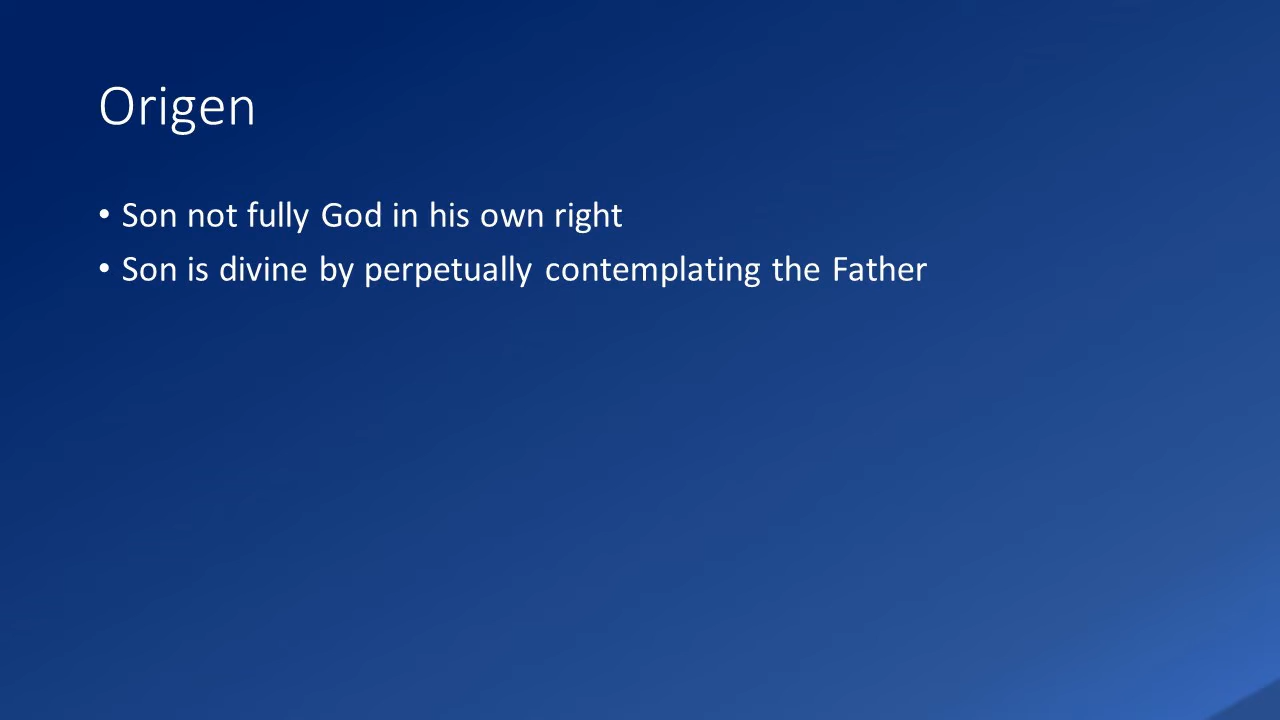 Origen
• Son not fully God in his own right
• Son is divine by perpetually contemplating the Father